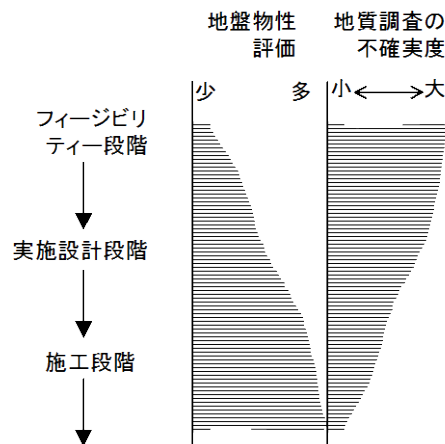 地盤物性
評価
地質調査の
不確実度
少 多
小 大
フィージビリ
ティー段階
実施設計段階
施工段階